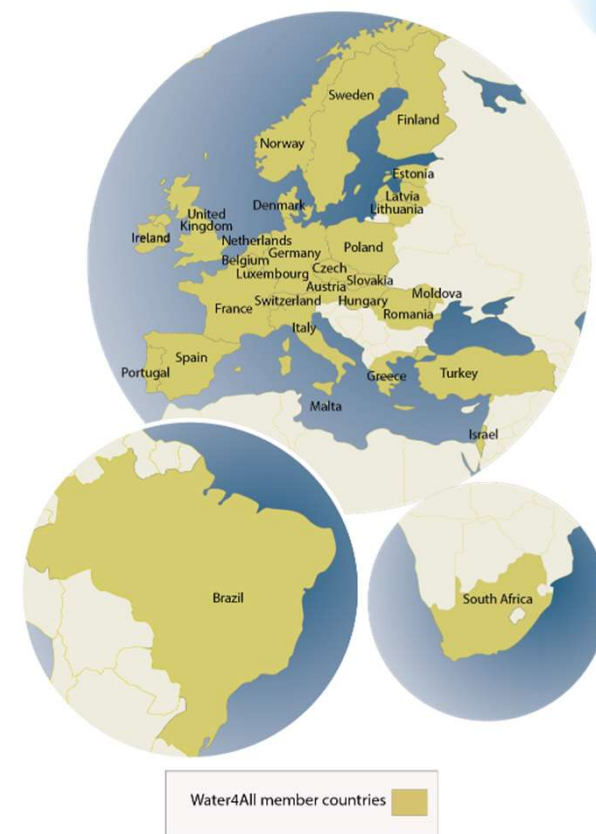 Sweden
Finland
Norway
Estonia
Latvia
Lithuania
Denmark
United
Kingdom
Ireland
Netherlands
Belgium
Germany
Poland
Luxembourg
Czech
Slovakia
Austria
Switzerland
Hungary
Moldova
Romania
France
Italy
Spain
Portugal
Greece
Turkey
Malta
Israel
Brazil
South Africa
Water4All member countries